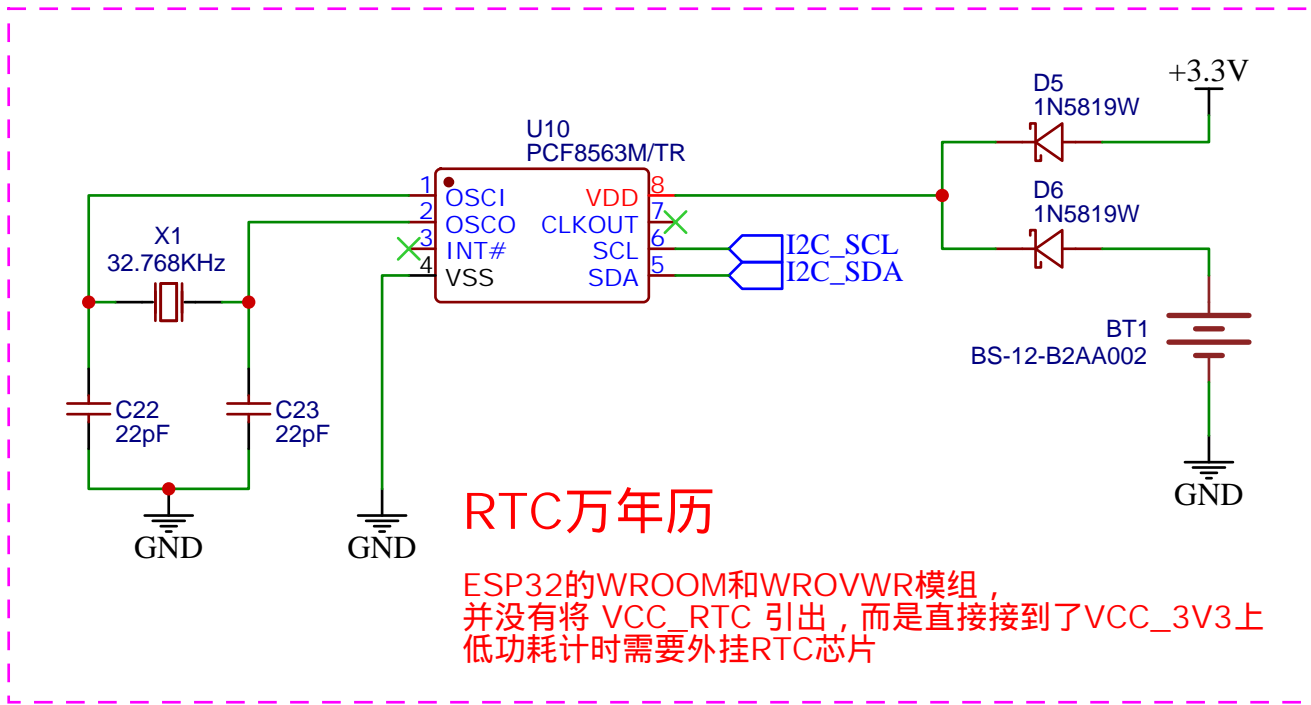 +3.3V
D5
1N5819W
U10
PCF8563M/TR
D6
1N5819W
1
OSCI
VDD
8
2
OSCO
CLKOUT
7
3
INT#
SCL
6
I2C_SCL
4
VSS
SDA
5
I2C_SDA
X1
32.768KHz
BT1
BS-12-B2AA002
C22
22pF
C23
22pF
GND
GND
GND
RTC万年历
ESP32的WROOM和WROVWR模组，
并没有将 VCC_RTC 引出，而是直接接到了VCC_3V3上
低功耗计时需要外挂RTC芯片